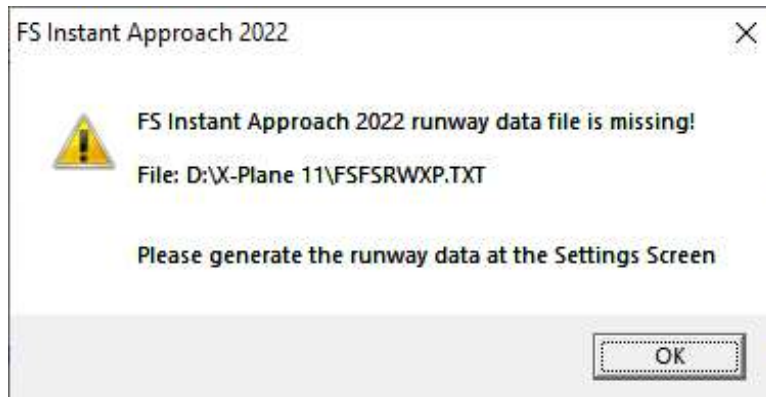 FS Instant Approach 2022
FS Instant Approach 2022 runway data file is missing!
File: D:\X-Plane 11\FSFSRWXP.TXT
Please generate the runway data at the Settings Screen
OK